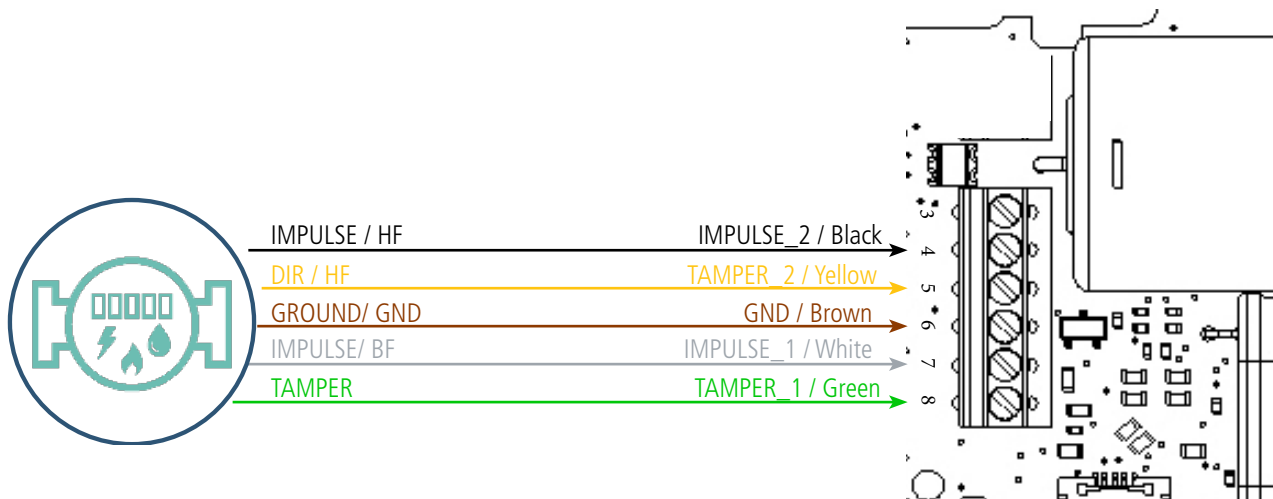 3
IMPULSE / HF IMPULSE_2 / Black 4
DIR / HF TAMPER_2 / Yellow 5
GROUND/ GND GND / Brown 6
IMPULSE/ BF IMPULSE_1 / White 7
TAMPER TAMPER_1 / Green 8